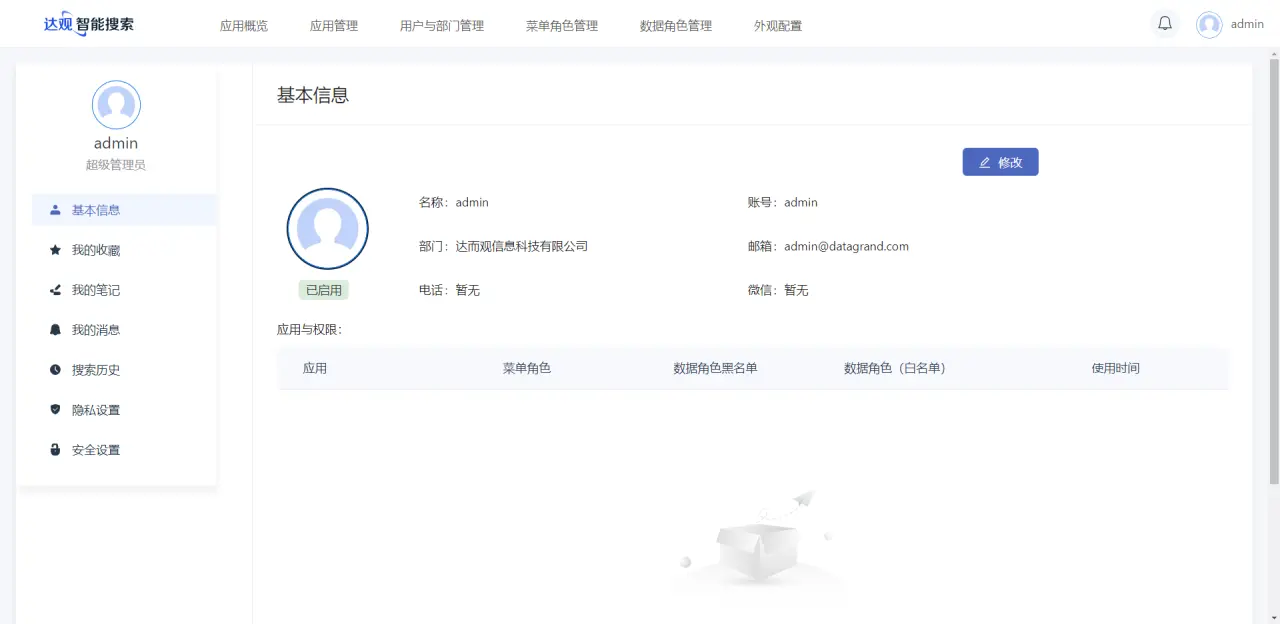 达观 智能搜索 应用概览 应用管理 用户与部门管理 菜单角色管理 数据角色管理 外观配置 admin
admin
超级管理员
基本信息
我的收藏
我的笔记
我的消息
搜索历史
隐私设置
安全设置
基本信息
修改
名称：admin 账号：admin
部门：达而观信息科技有限公司 邮箱：admin@datagrand.com
已启用 电话：暂无 微信：暂无
应用与权限：
应用 菜单角色 数据角色黑名单 数据角色（白名单） 使用时间